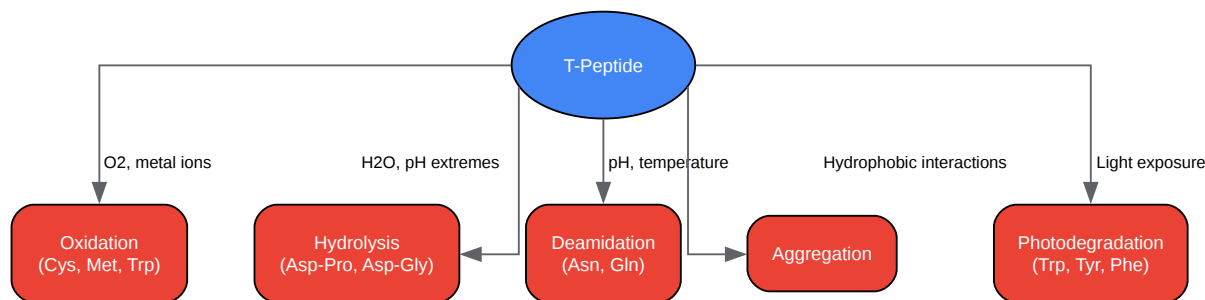 T-Peptide
O2, metal ions
H2O, pH extremes
pH, temperature
Hydrophobic interactions
Light exposure
Oxidation
(Cys, Met, Trp)
Hydrolysis
(Asp-Pro, Asp-Gly)
Deamidation
(Asn, Gln)
Aggregation
Photodegradation
(Trp, Tyr, Phe)